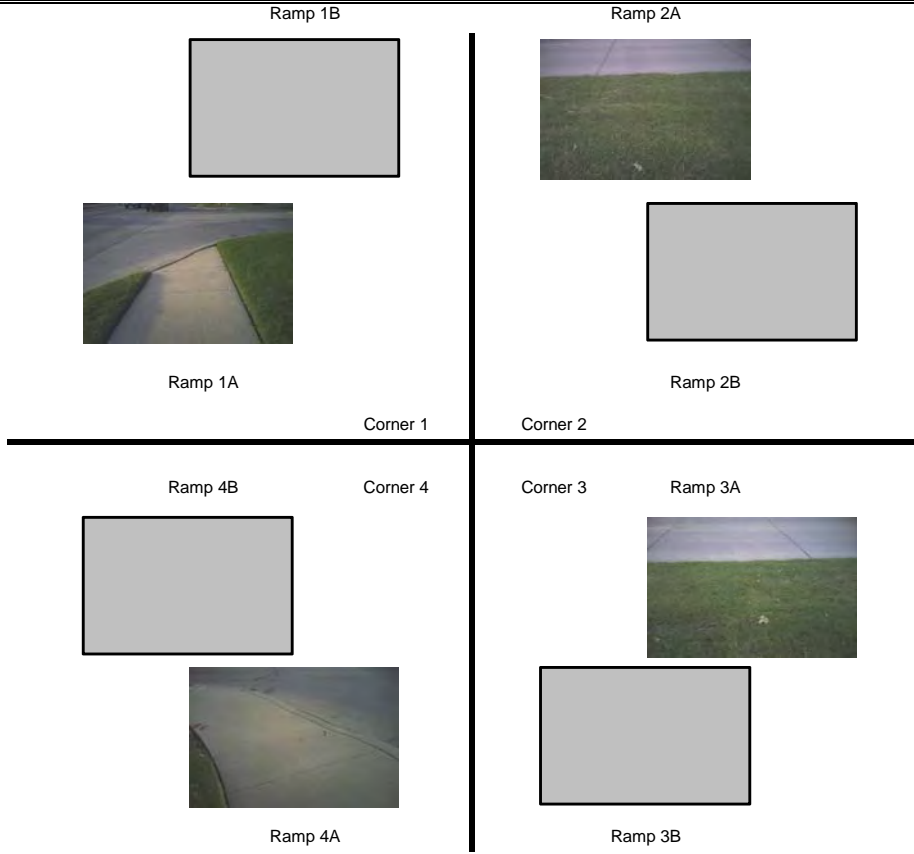 Ramp 1B Ramp 2A
Ramp 1A Ramp 2B
Corner 1 Corner 2
Ramp 4B Corner 4 Corner 3 Ramp 3A
Ramp 4A Ramp 3B